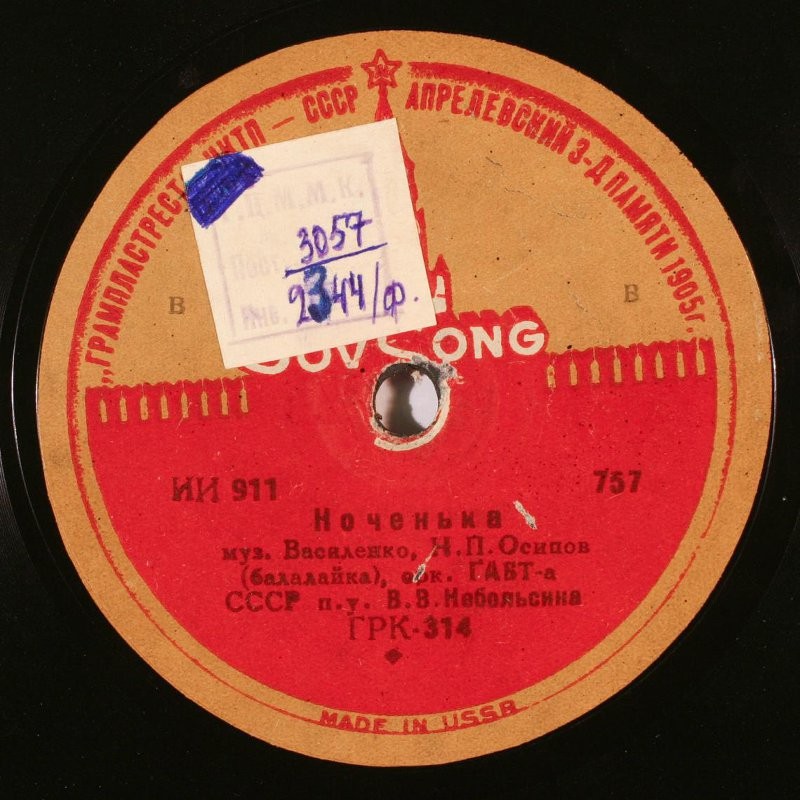 „ГРАМПЛАСТРЕСТ НКТП — СССР АПРЕЛЕВСКИЙ З-Д ПАМЯТИ 1905 г.
Г.Ц.М.М.К.
3057
2344/ф.
В В
SOVSONG
ИИ 911 757
Ноченька
муз. Василенко, Н.П.Осипов
(балалайка), орк. ГАБТ-а
СССР п.у. В.В.Небольсина
ГРК-314
MADE IN USSR